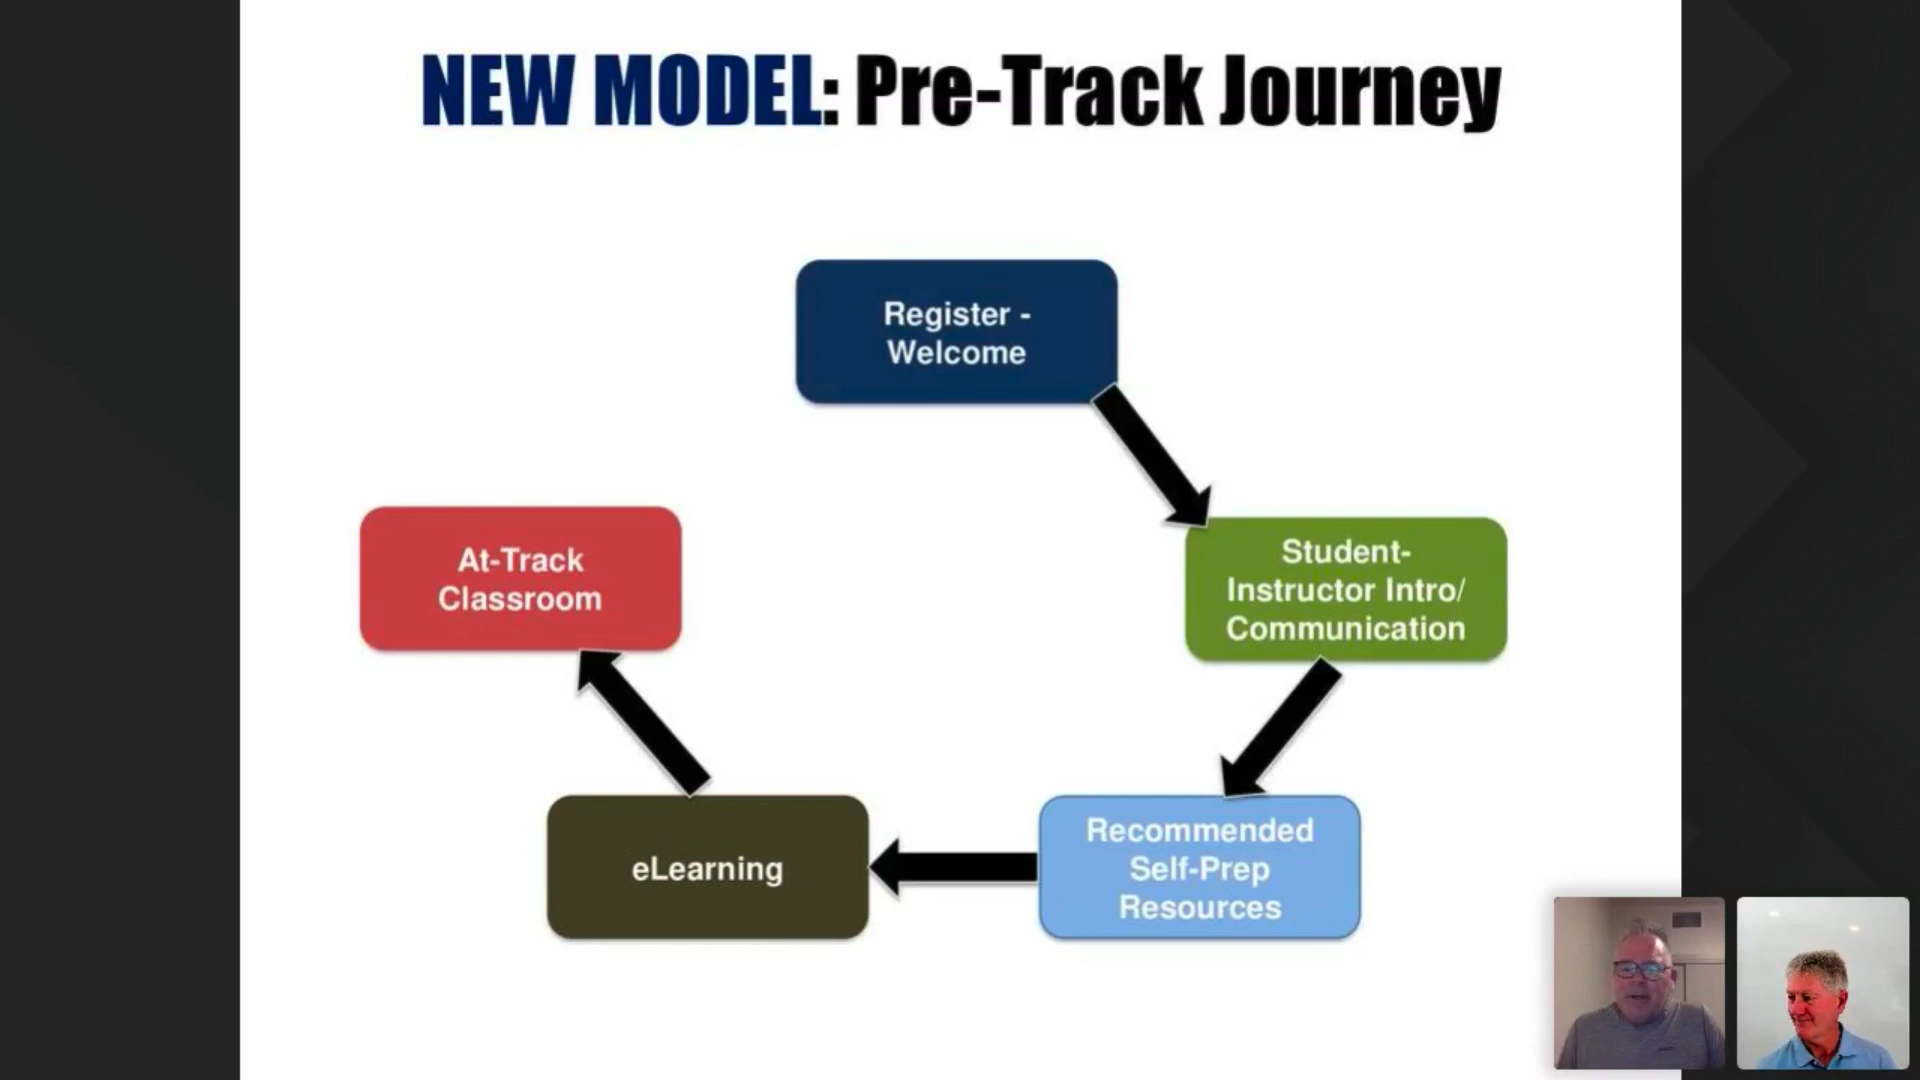 NEW MODEL: Pre-Track Journey
Register -
Welcome
Student-
Instructor Intro/
Communication
Recommended
Self-Prep
Resources
eLearning
At-Track
Classroom